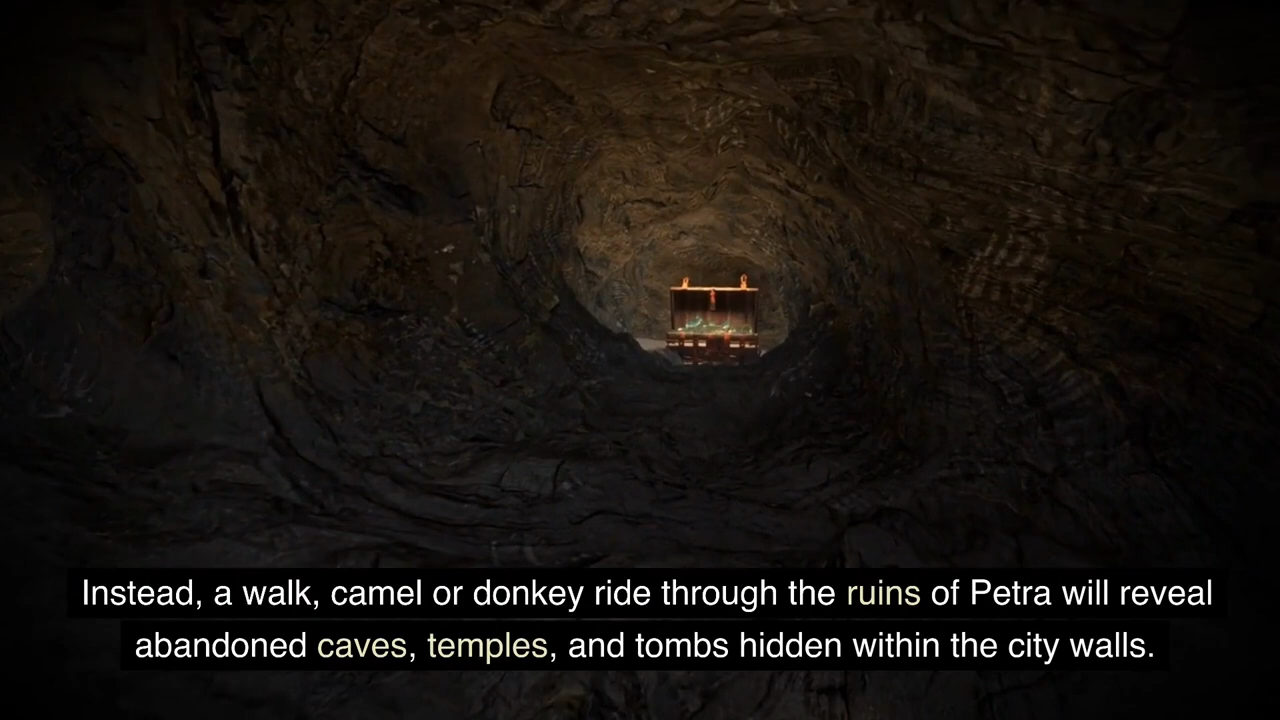 Instead, a walk, camel or donkey ride through the ruins of Petra will reveal
abandoned caves, temples, and tombs hidden within the city walls.